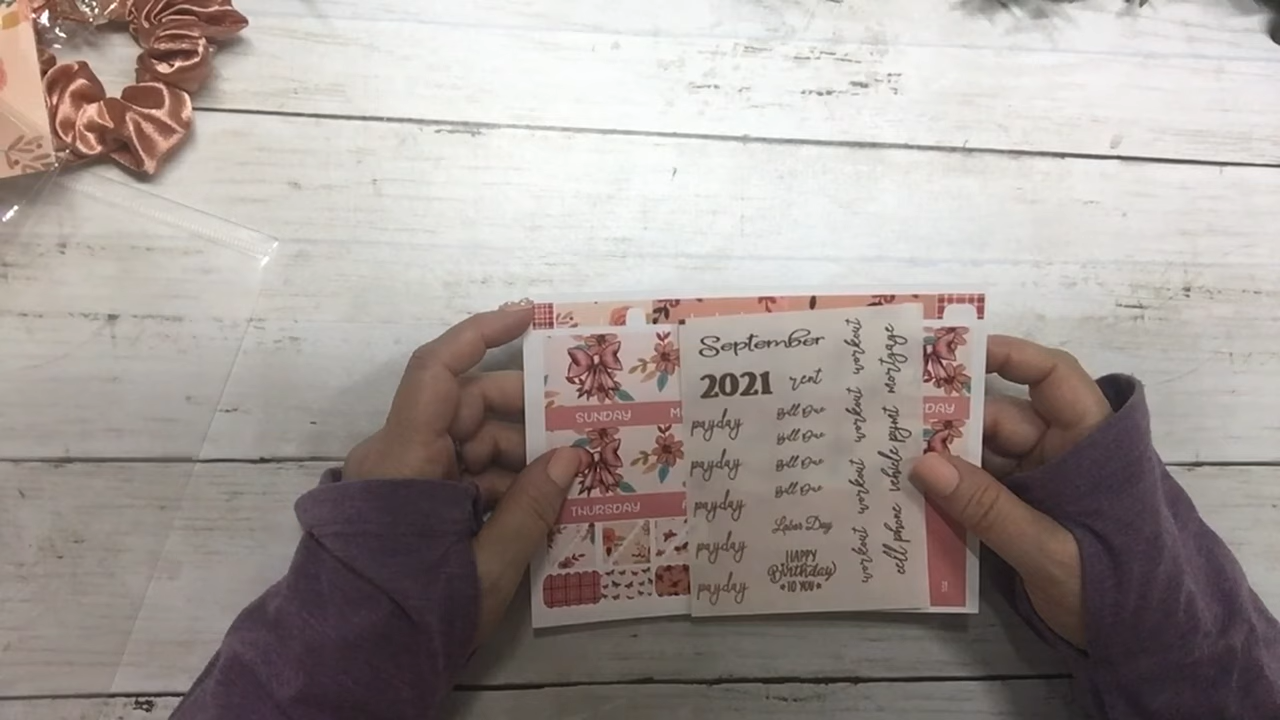 September
2021
rent
payday
payday
payday
payday
payday
Bill Due
Bill Due
Bill Due
Bill Due
Labor Day
HAPPY
Birthday
TO YOU
workout workout workout workout
cell phone vehicle pymt mortgage
SUNDAY
THURSDAY